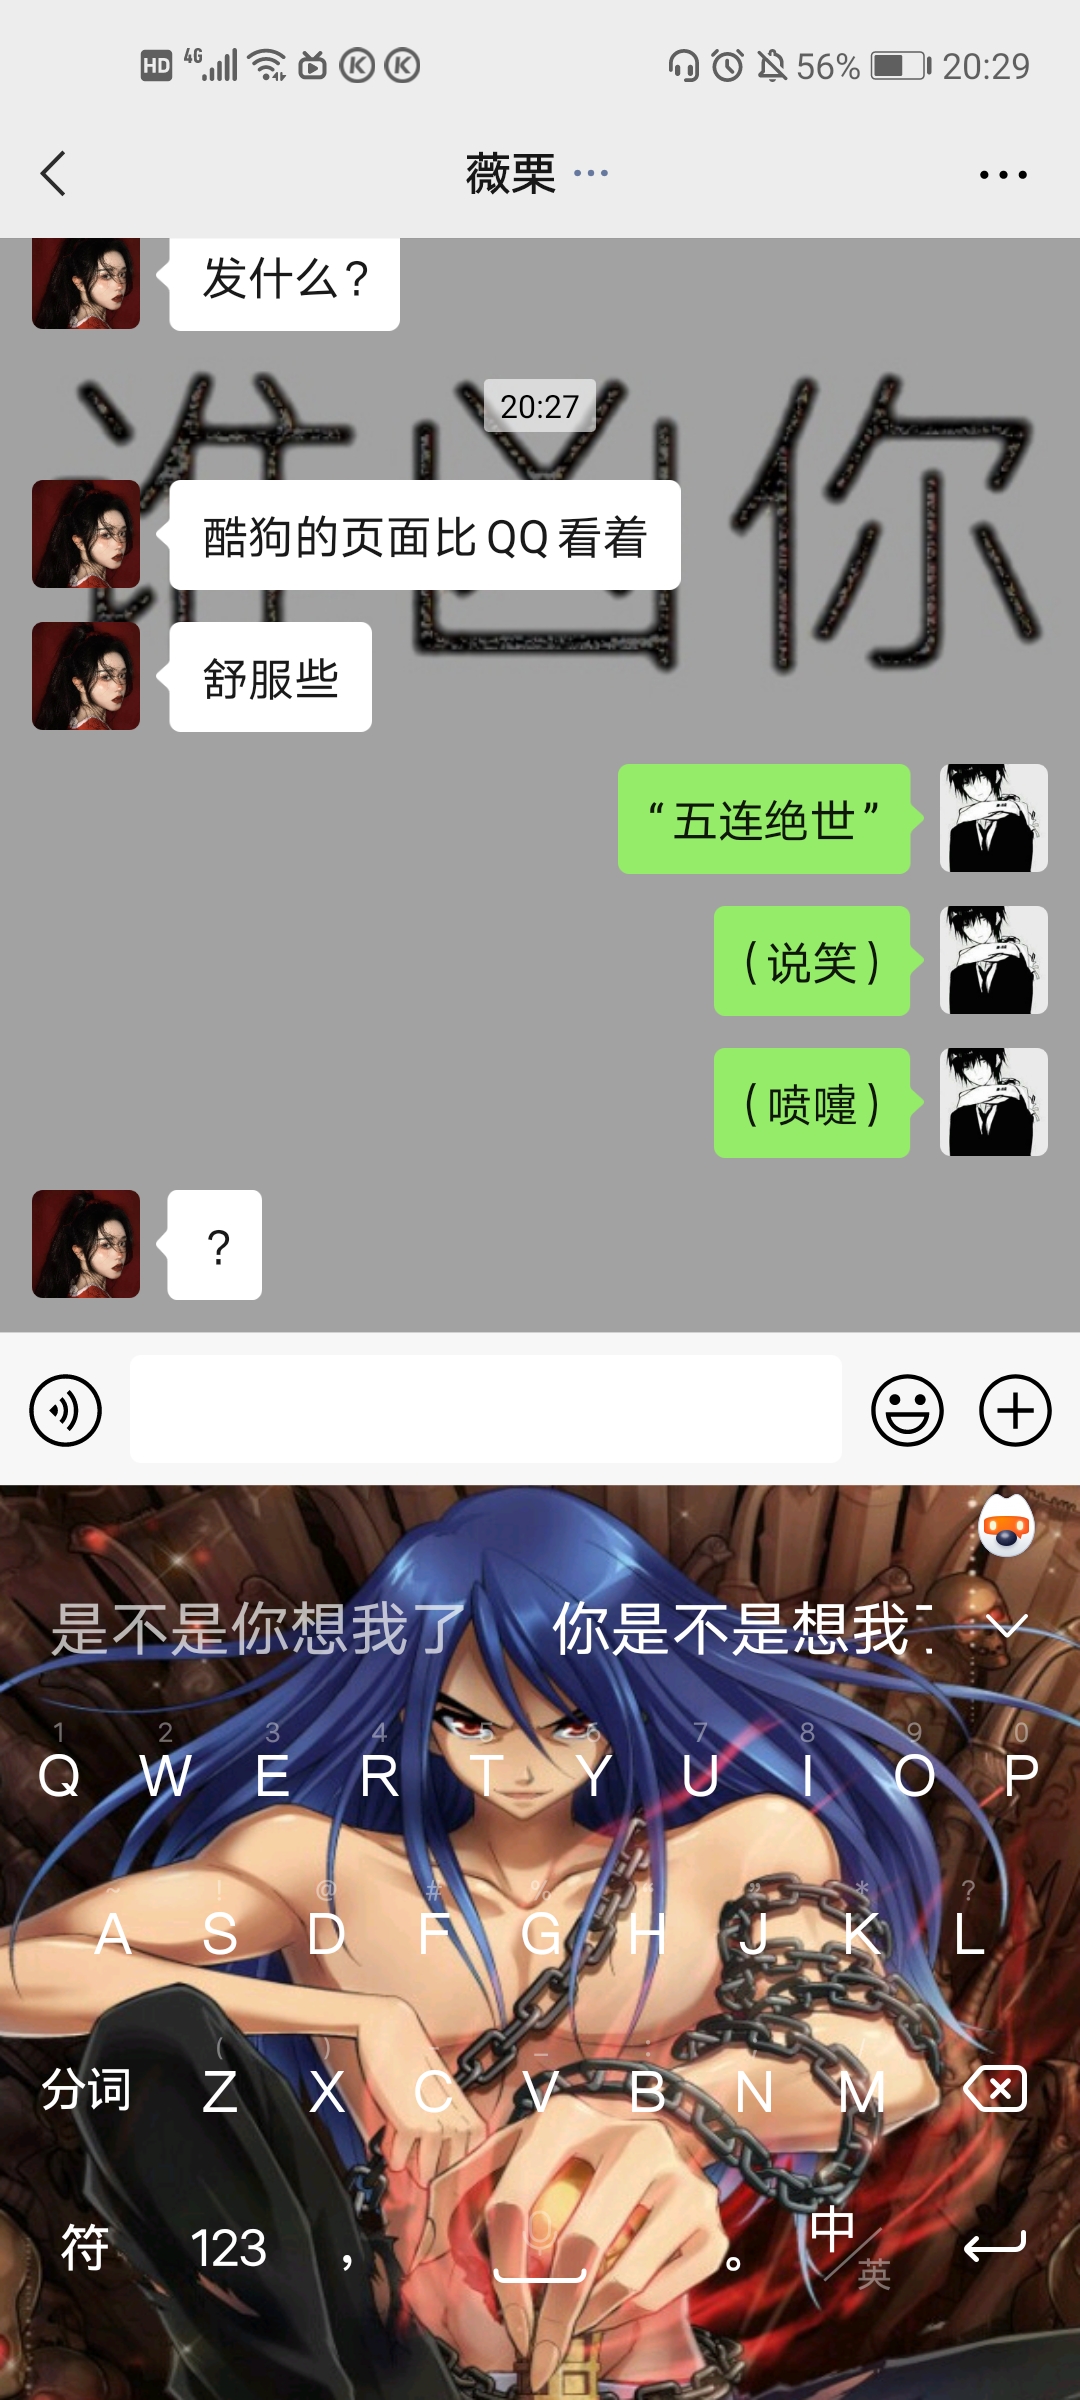 HD 4G 56% 20:29
薇栗 ···
发什么?
20:27
谁凶你
酷狗的页面比QQ看着
舒服些
“五连绝世”
(说笑)
(喷嚏)
?
是不是你想我了 你是不是想我
1 2 3 4 5 6 7 8 9 0
Q W E R T Y U I O P
~ ! @ # % “ ” * ?
A S D F G H J K L
( ) - _ : ; /
分词 Z X C V B N M
符 123 , 。 中/英